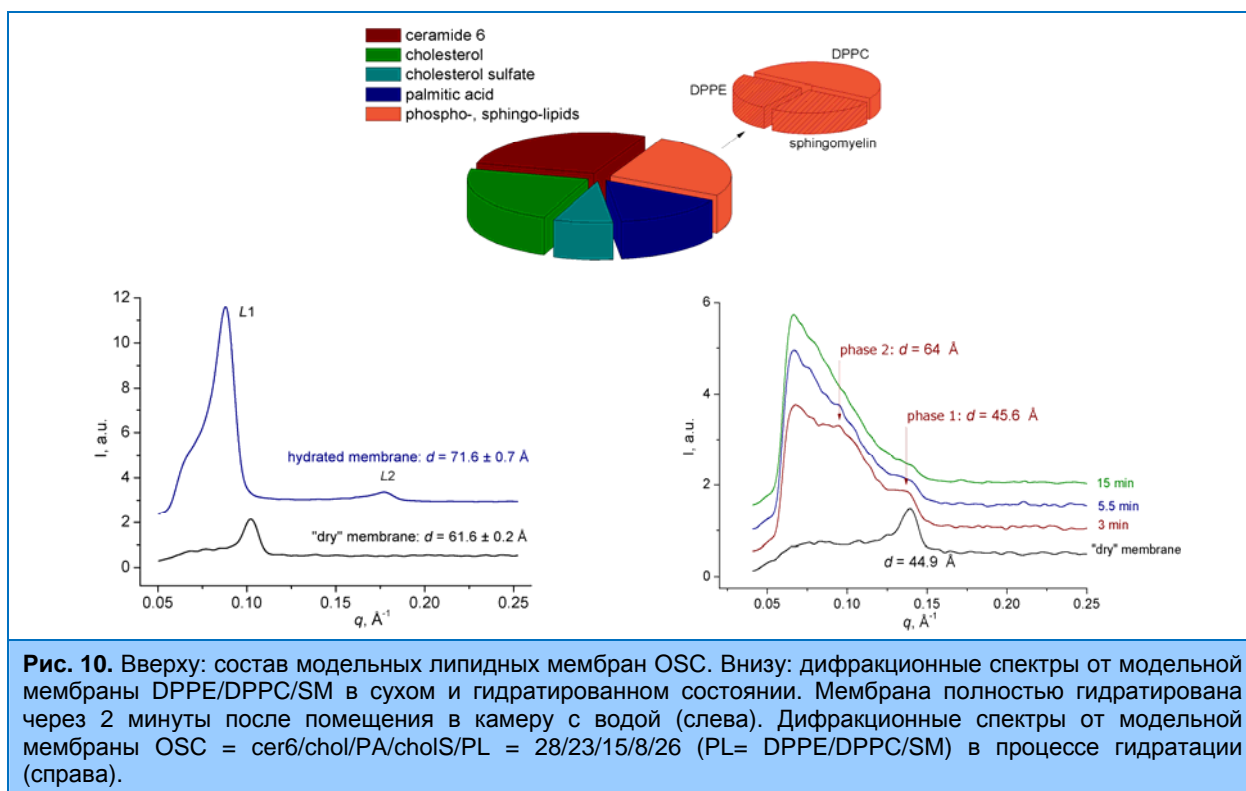 ceramide 6
cholesterol
cholesterol sulfate
palmitic acid
phospho-, sphingo-lipids
DPPC
DPPE
sphingomyelin
12
10
8
6
4
2
0
I, a.u.
L1
hydrated membrane: d = 71.6 ± 0.7 Å
L2
"dry" membrane: d = 61.6 ± 0.2 Å
0.05 0.10 0.15 0.20 0.25
q, Å⁻¹
6
4
2
0
I, a.u.
phase 2: d = 64 Å
phase 1: d = 45.6 Å
15 min
5.5 min
3 min
"dry" membrane
d = 44.9 Å
0.05 0.10 0.15 0.20 0.25
q, Å⁻¹
Рис. 10. Вверху: состав модельных липидных мембран OSC. Внизу: дифракционные спектры от модельной
мембраны DPPE/DPPC/SM в сухом и гидратированном состоянии. Мембрана полностью гидратирована
через 2 минуты после помещения в камеру с водой (слева). Дифракционные спектры от модельной
мембраны OSC = cer6/chol/PA/cholS/PL = 28/23/15/8/26 (PL= DPPE/DPPC/SM) в процессе гидратации
(справа).